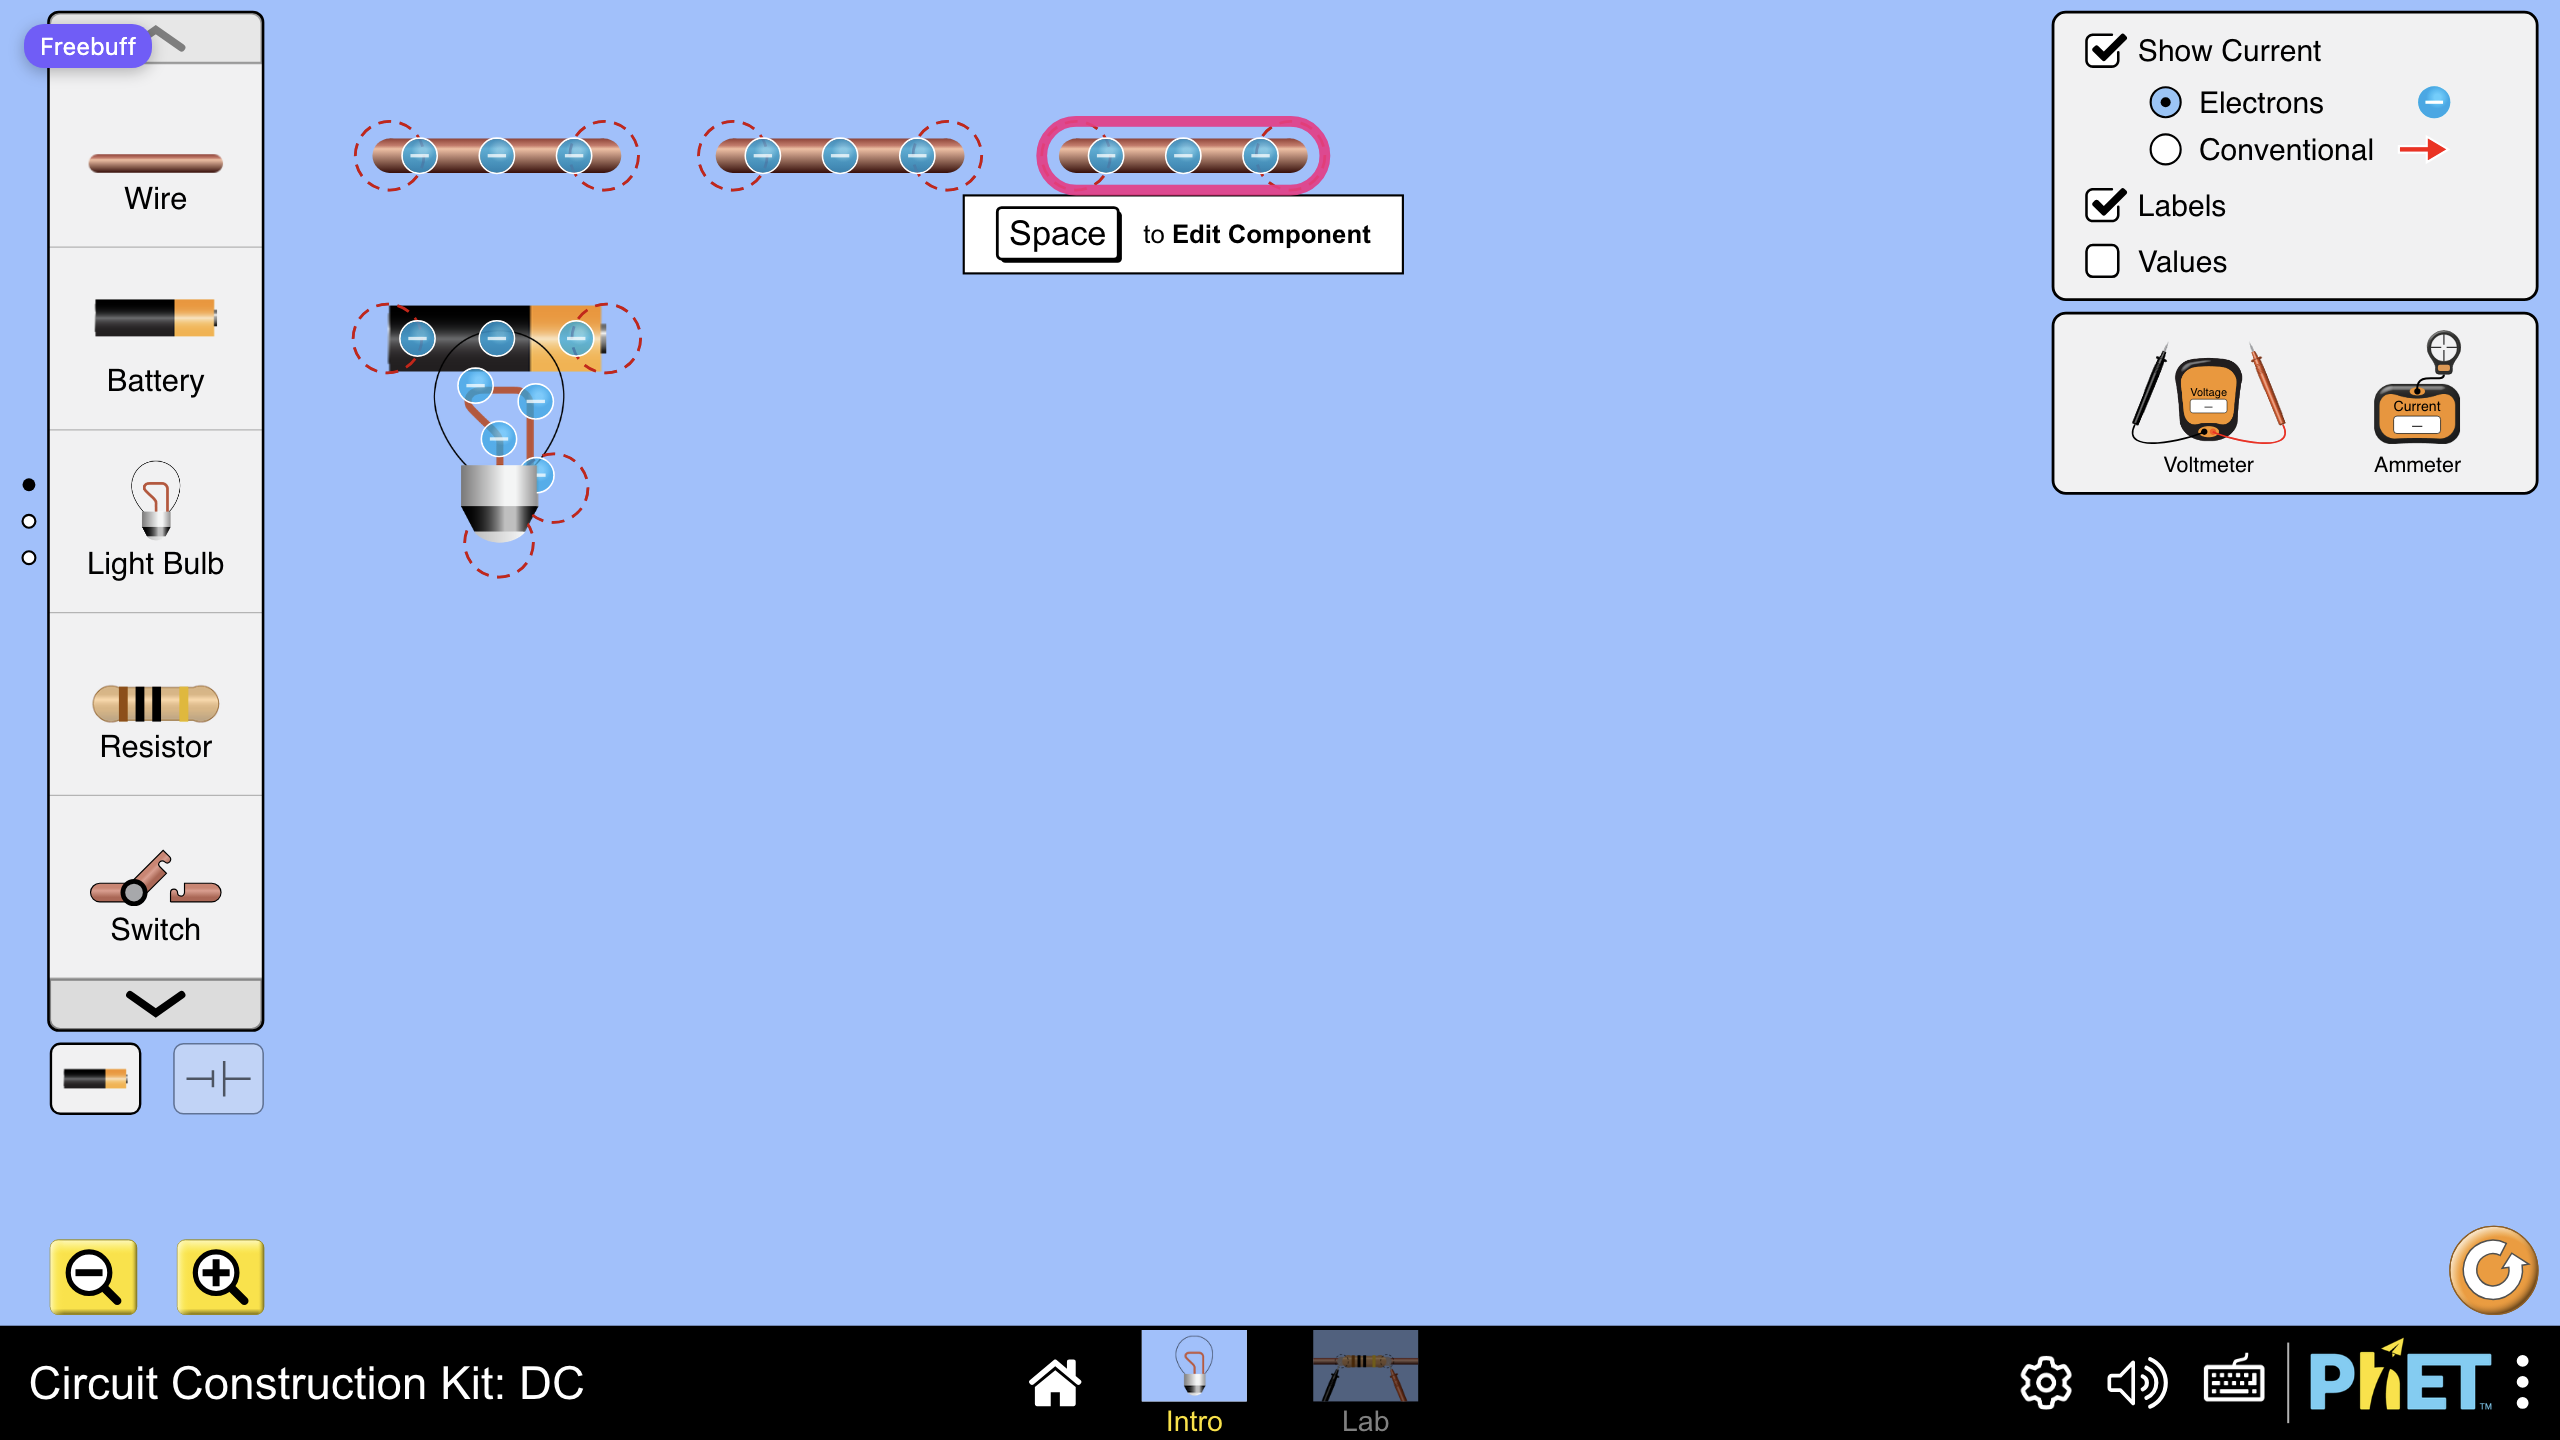 Freebuff
Wire
Battery
Light Bulb
Resistor
Switch
Space to Edit Component
Show Current
Electrons
Conventional
Labels
Values
Voltage
Voltmeter
Current
Ammeter
Circuit Construction Kit: DC
Intro
Lab
PhET™